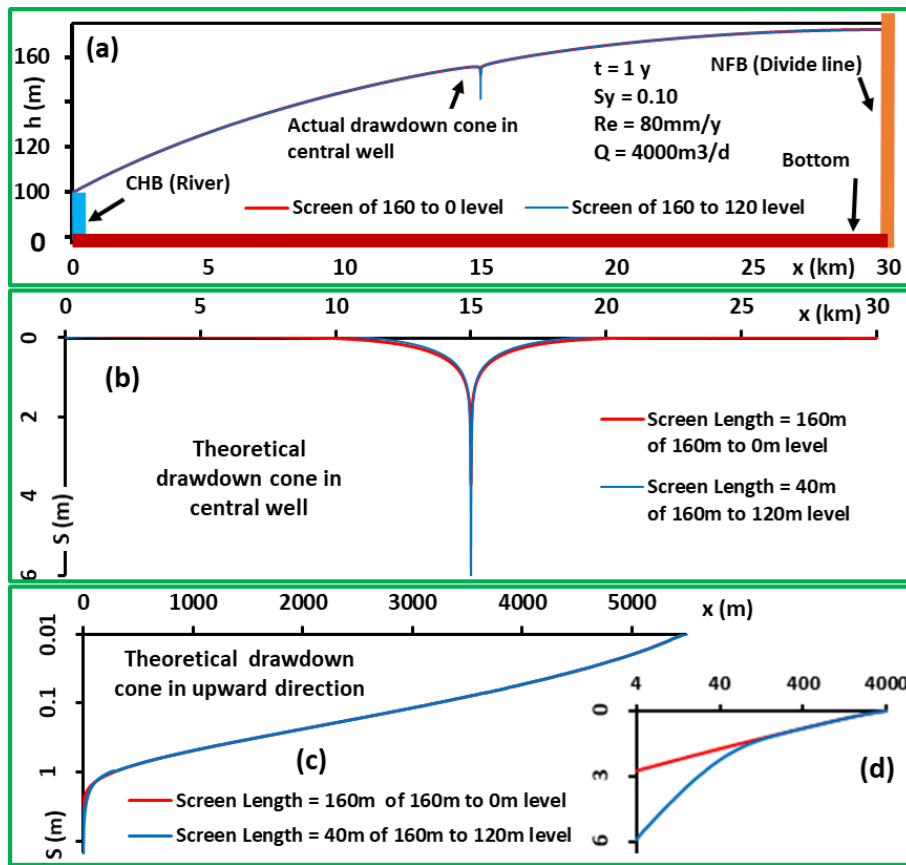 (a)
160
120
100
0
h (m)
t = 1 y
Sy = 0.10
Re = 80mm/y
Q = 4000m3/d
NFB (Divide line)
Actual drawdown cone in
central well
Bottom
CHB (River)
Screen of 160 to 0 level
Screen of 160 to 120 level
0 5 10 15 20 25 30
x (km)
0 5 10 15 20 25 30
x (km)
0
2
4
6
S (m)
(b)
Theoretical
drawdown cone in
central well
Screen Length = 160m
of 160m to 0m level
Screen Length = 40m
of 160m to 120m level
0 1000 2000 3000 4000 5000 x (m)
0.01
0.1
1
S (m)
Theoretical drawdown
cone in upward direction
(c)
Screen Length = 160m of 160m to 0m level
Screen Length = 40m of 160m to 120m level
4 40 400 4000
0
3
6
(d)